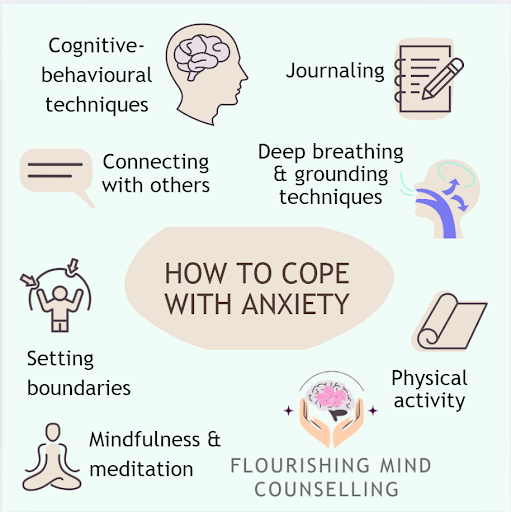 Cognitive-
behavioural
techniques
Journaling
Connecting
with others
Deep breathing
& grounding
techniques
HOW TO COPE
WITH ANXIETY
Setting
boundaries
Physical
activity
Mindfulness &
meditation
FLOURISHING MIND
COUNSELLING